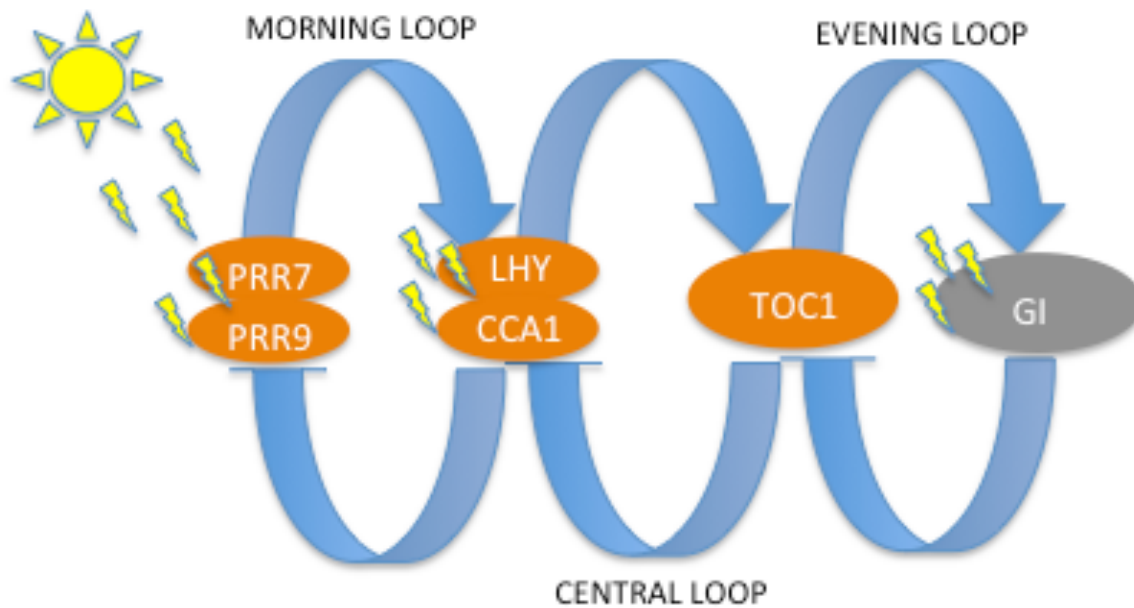 MORNING LOOP
EVENING LOOP
PRR7
PRR9
LHY
CCA1
TOC1
GI
CENTRAL LOOP